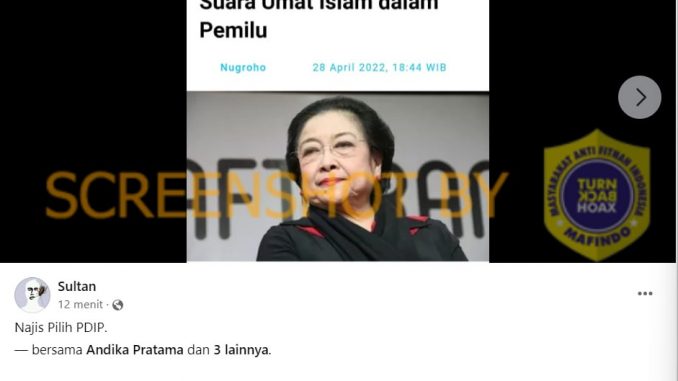 Suara Umat Islam dalam
Pemilu
Nugroho 28 April 2022, 18:44 WIB
SCREENSHOT BY
MASYARAKAT ANTI FITNAH INDONESIA
TURN
BACK
HOAX
MAFINDO
Sultan
12 menit ·
Najis Pilih PDIP.
— bersama Andika Pratama dan 3 lainnya.